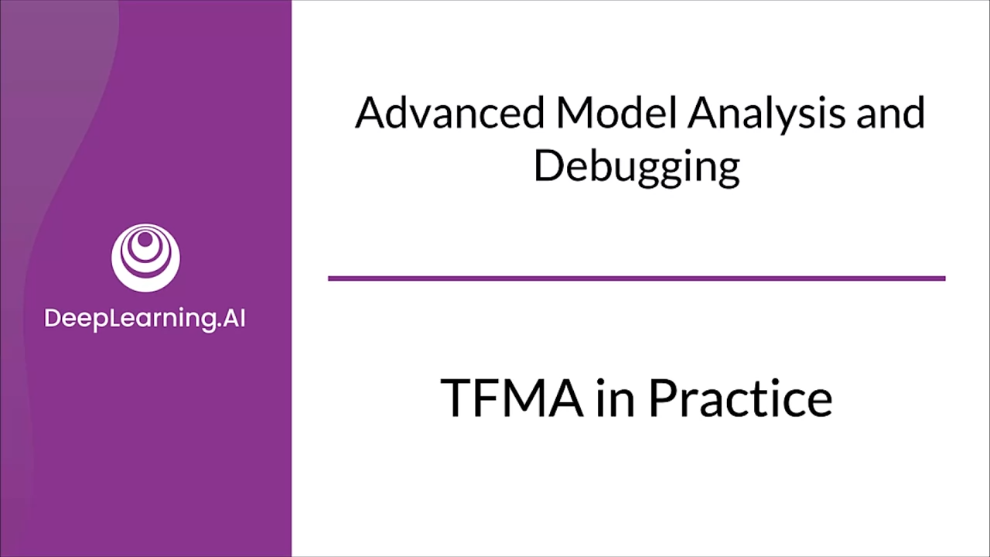 DeepLearning.AI
Advanced Model Analysis and
Debugging
TFMA in Practice